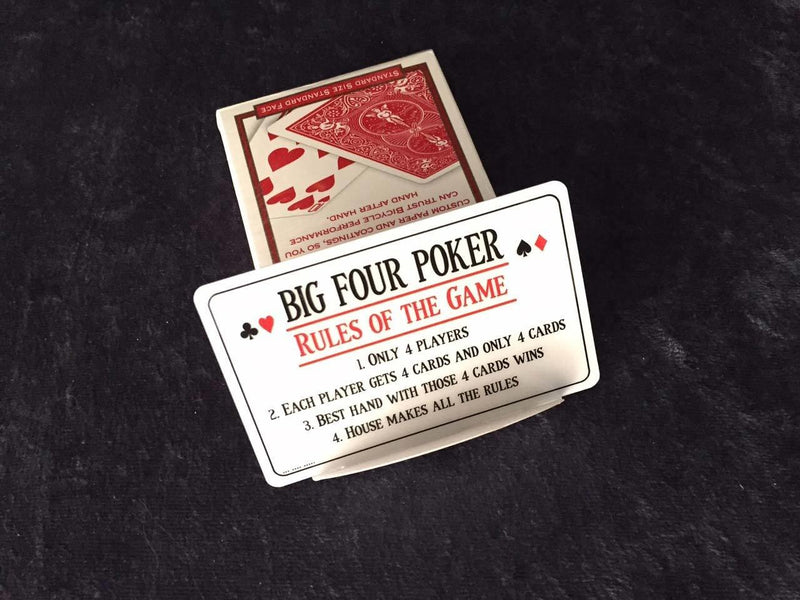 STANDARD SIZE STANDARD FACE
CUSTOM PAPER AND COATINGS, SO YOU
CAN TRUST BICYCLE PERFORMANCE
HAND AFTER HAND.
BIG FOUR POKER
RULES OF THE GAME
1. ONLY 4 PLAYERS
2. EACH PLAYER GETS 4 CARDS AND ONLY 4 CARDS
3. BEST HAND WITH THOSE 4 CARDS WINS
4. HOUSE MAKES ALL THE RULES